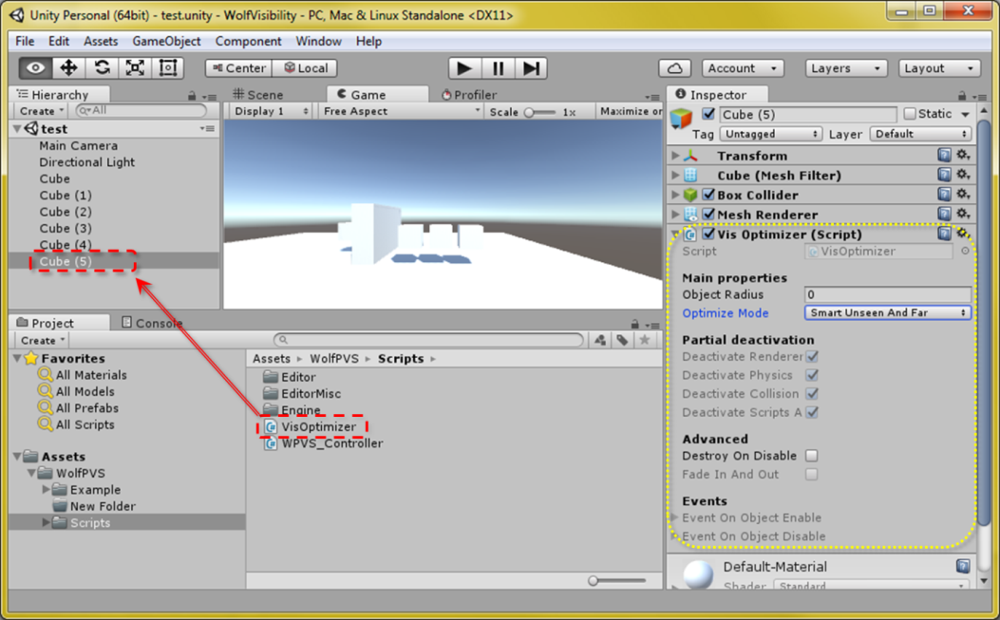 Unity Personal (64bit) - test.unity - WolfVisibility - PC, Mac & Linux Standalone <DX11>
File Edit Assets GameObject Component Window Help
Center Local Account Layers Layout
Hierarchy
Create All
test
Main Camera
Directional Light
Cube
Cube (1)
Cube (2)
Cube (3)
Cube (4)
Cube (5)
Scene Game Profiler
Display 1 Free Aspect Scale 1x Maximize or
Project Console
Create
Favorites
All Materials
All Models
All Prefabs
All Scripts
Assets
WolfPVS
Example
New Folder
Scripts
Assets WolfPVS Scripts
Editor
EditorMisc
Engine
VisOptimizer
WPVS_Controller
Inspector
Cube (5) Static
Tag Untagged Layer Default
Transform
Cube (Mesh Filter)
Box Collider
Mesh Renderer
Vis Optimizer (Script)
Script VisOptimizer
Main properties
Object Radius 0
Optimize Mode Smart Unseen And Far
Partial deactivation
Deactivate Renderer
Deactivate Physics
Deactivate Collision
Deactivate Scripts A
Advanced
Destroy On Disable
Fade In And Out
Events
Event On Object Enable
Event On Object Disable
Default-Material
Shader Standard